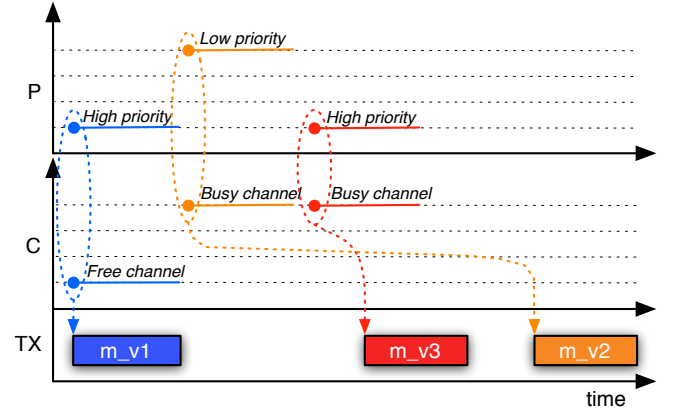 Low priority
P
High priority
High priority
Busy channel
Busy channel
C
Free channel
TX
m_v1
m_v3
m_v2
time